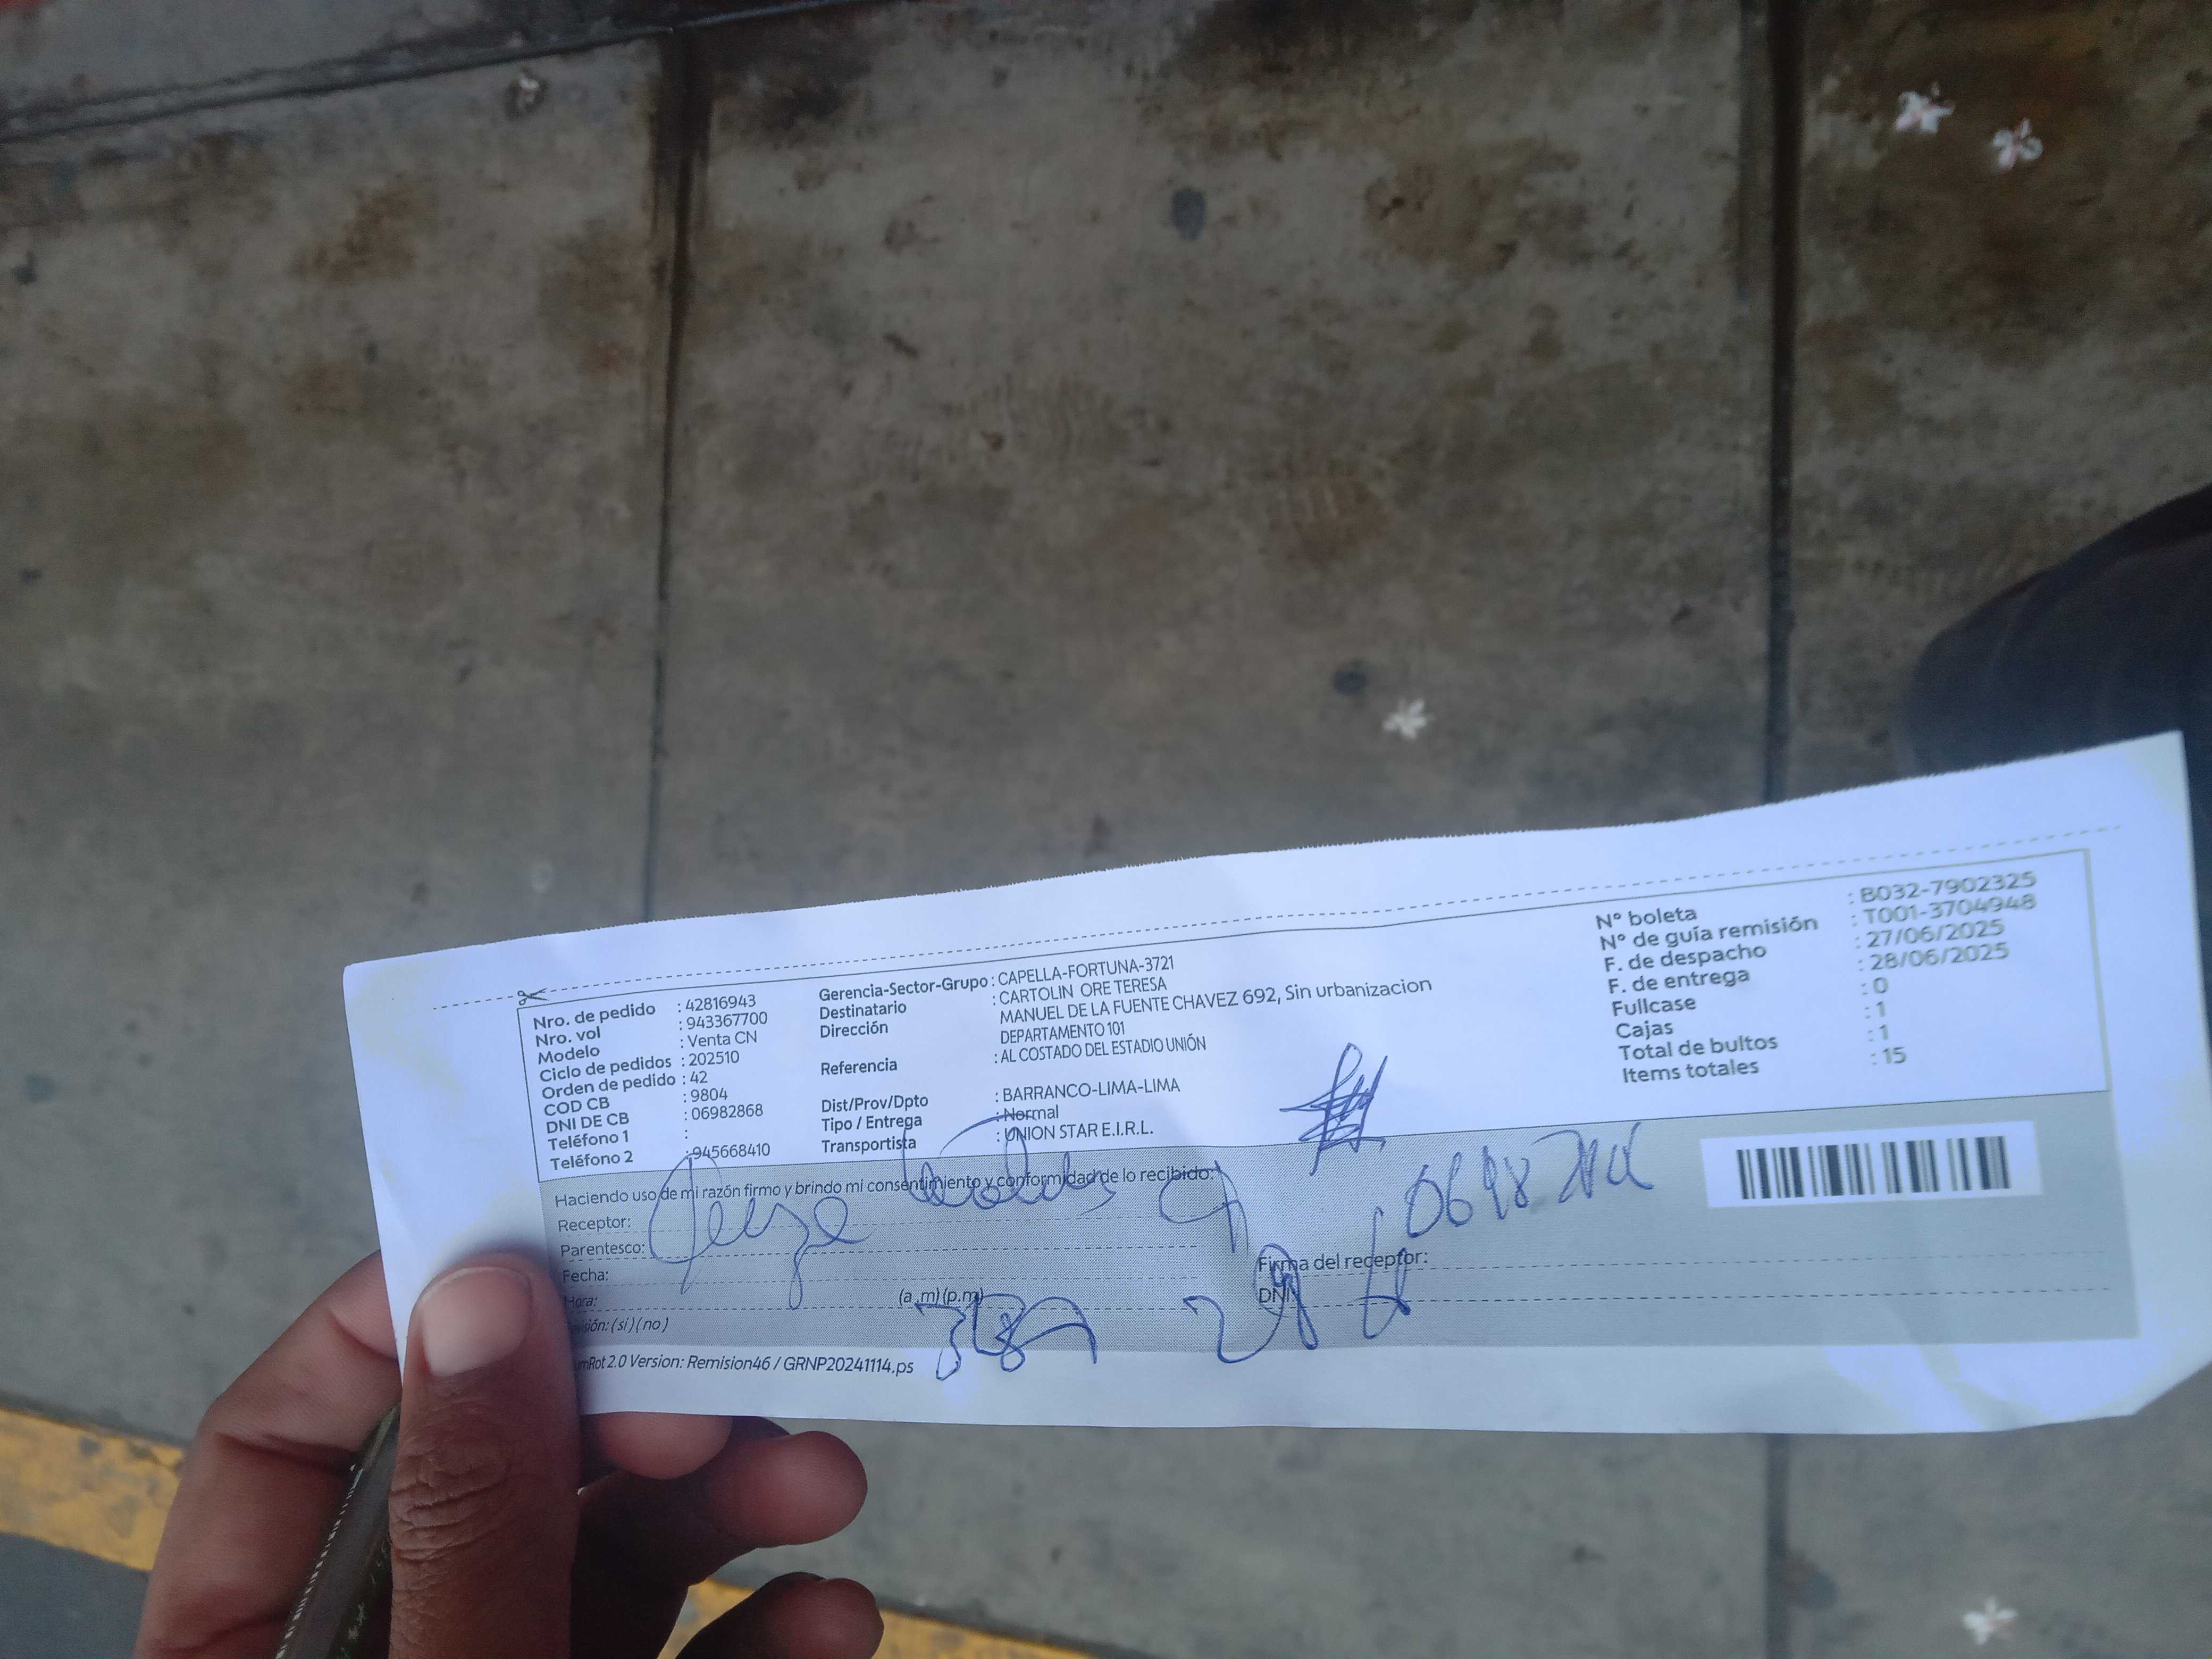 Nro. de pedido : 42816943
Nro. vol : 943367700
Modelo : Venta CN
Ciclo de pedidos : 202510
Orden de pedido : 42
COD CB : 9804
DNI DE CB : 06982868
Teléfono 1 :
Teléfono 2 : 945668410
Gerencia-Sector-Grupo : CAPELLA-FORTUNA-3721
Destinatario : CARTOLIN ORE TERESA
Dirección MANUEL DE LA FUENTE CHAVEZ 692, Sin urbanizacion
DEPARTAMENTO 101
Referencia : AL COSTADO DEL ESTADIO UNIÓN
Dist/Prov/Dpto : BARRANCO-LIMA-LIMA
Tipo / Entrega : Normal
Transportista : UNION STAR E.I.R.L.
N° boleta : B032-7902325
N° de guía remisión : T001-3704948
F. de despacho : 27/06/2025
F. de entrega : 28/06/2025
Fullcase : 0
Cajas : 1
Total de bultos : 1
Items totales : 15
Haciendo uso de mi razón firmo y brindo mi consentimiento y conformidad de lo recibido:
Receptor:
Parentesco:
Fecha:
Hora: (a.m) (p.m)
(si) (no)
Firma del receptor:
DNI
2.0 Version: Remision46 / GRNP20241114.ps